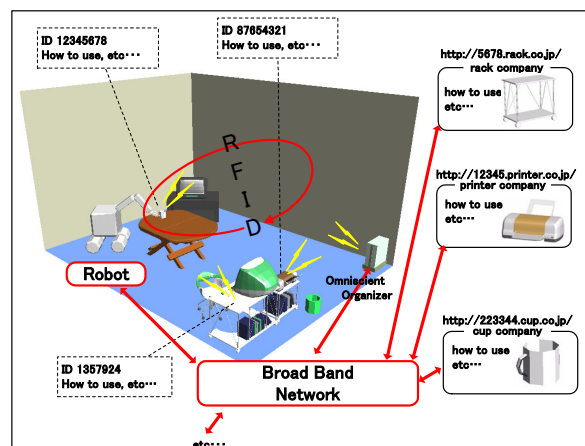 ID 12345678
How to use, etc･･･
ID 87654321
How to use, etc･･･
http://5678.rack.co.jp/
rack company
how to use
etc･･･
R
F
I
D
http://12345.printer.co.jp/
printer company
how to use
etc･･･
Robot
Omniscient
Organizer
http://223344.cup.co.jp/
cup company
how to use
etc･･･
ID 1357924
How to use, etc･･･
Broad Band
Network
etc･･･